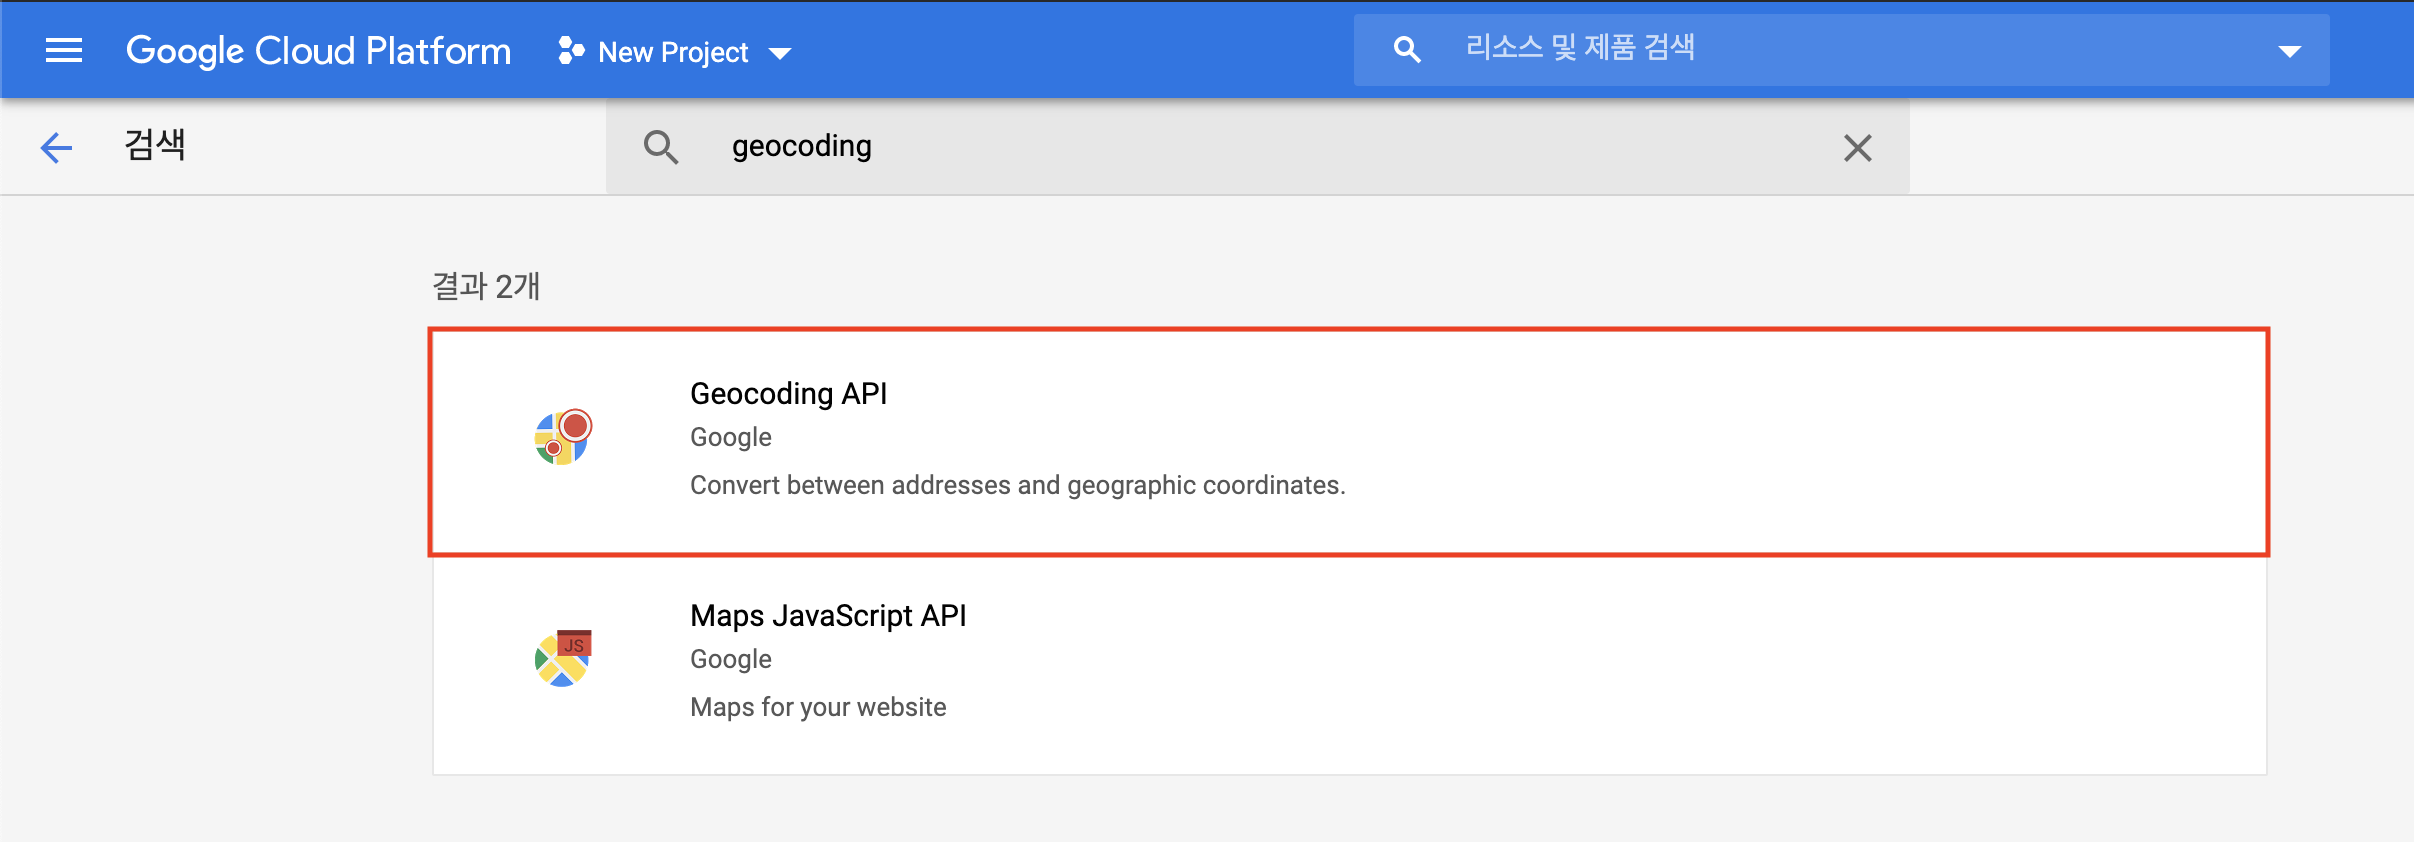 Google Cloud Platform New Project 리소스 및 제품 검색
검색 geocoding
결과 2개
Geocoding API
Google
Convert between addresses and geographic coordinates.
JS
Maps JavaScript API
Google
Maps for your website